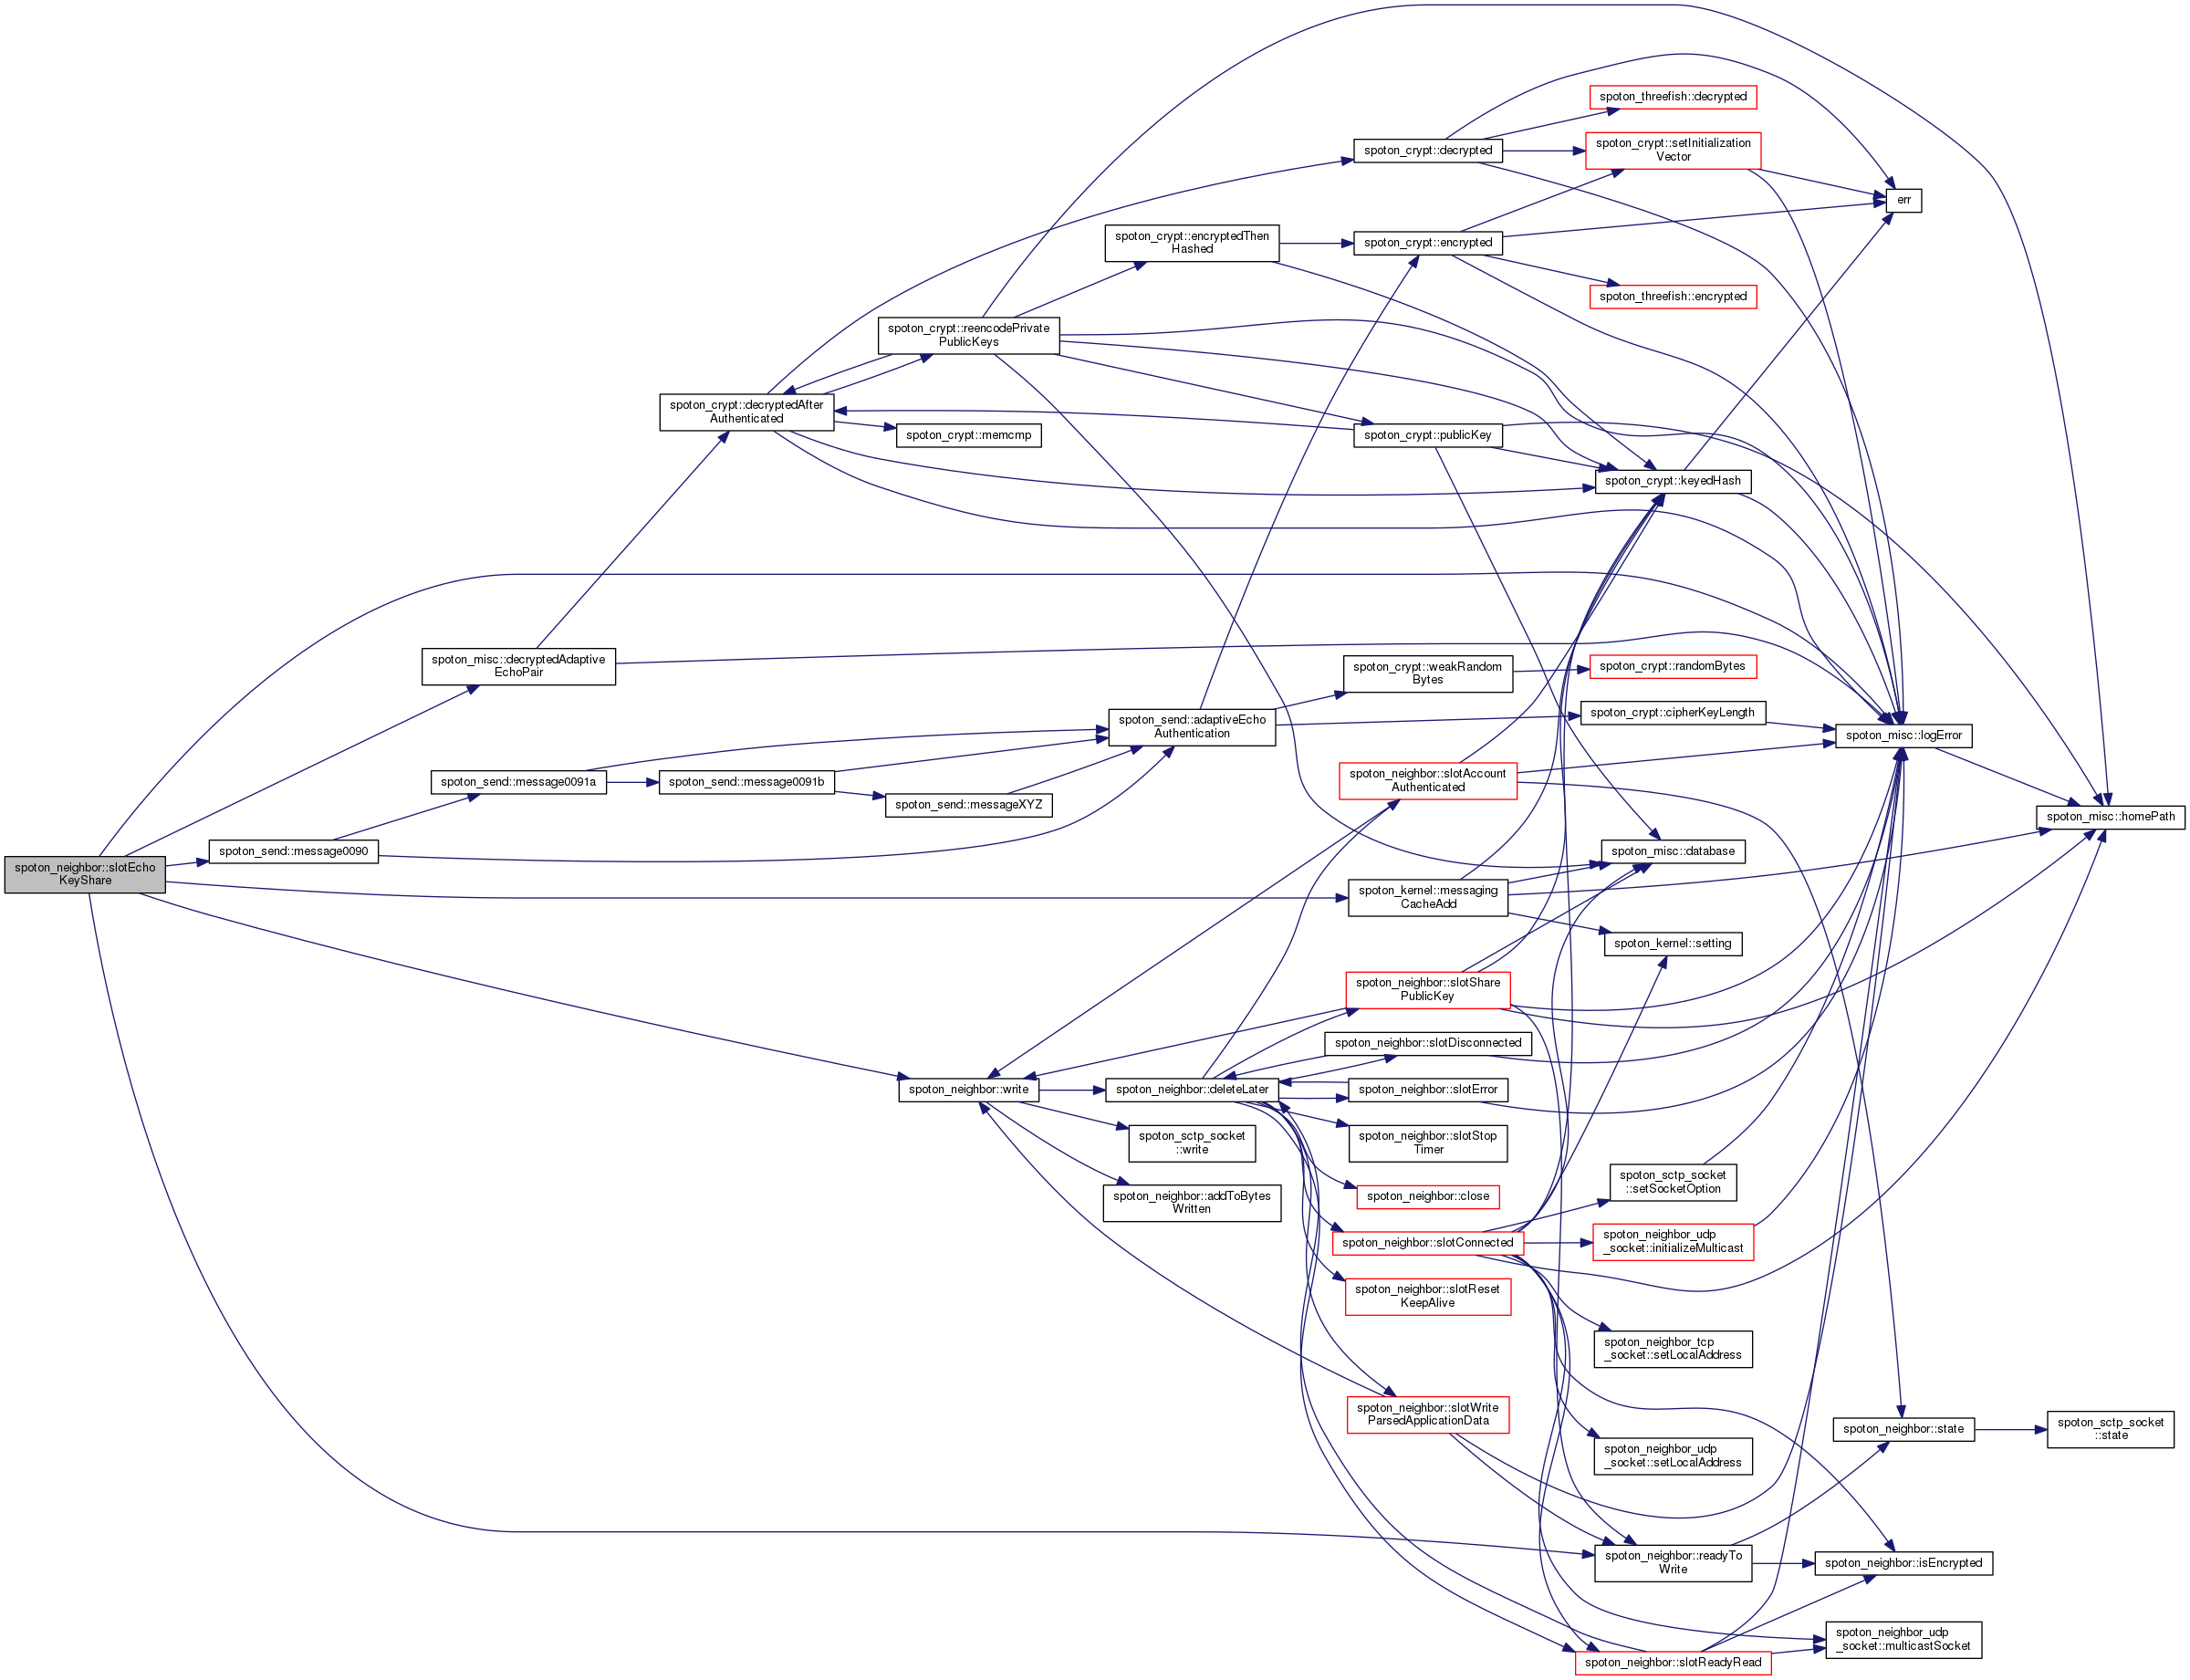 spoton_neighbor::slotEcho
KeyShare
spoton_misc::decryptedAdaptive
EchoPair
spoton_send::message0090
spoton_send::message0091a
spoton_crypt::decryptedAfter
Authenticated
spoton_send::message0091b
spoton_crypt::reencodePrivate
PublicKeys
spoton_crypt::memcmp
spoton_send::messageXYZ
spoton_neighbor::write
spoton_crypt::encryptedThen
Hashed
spoton_send::adaptiveEcho
Authentication
spoton_neighbor::deleteLater
spoton_sctp_socket
::write
spoton_neighbor::addToBytes
Written
spoton_crypt::decrypted
spoton_crypt::encrypted
spoton_crypt::publicKey
spoton_crypt::weakRandom
Bytes
spoton_neighbor::slotAccount
Authenticated
spoton_kernel::messaging
CacheAdd
spoton_neighbor::slotShare
PublicKey
spoton_neighbor::slotDisconnected
spoton_neighbor::slotError
spoton_neighbor::slotStop
Timer
spoton_neighbor::close
spoton_neighbor::slotConnected
spoton_neighbor::slotReset
KeepAlive
spoton_neighbor::slotWrite
ParsedApplicationData
spoton_threefish::decrypted
spoton_crypt::setInitialization
Vector
spoton_threefish::encrypted
spoton_crypt::keyedHash
spoton_crypt::randomBytes
spoton_crypt::cipherKeyLength
spoton_misc::database
spoton_kernel::setting
spoton_sctp_socket
::setSocketOption
spoton_neighbor_udp
_socket::initializeMulticast
spoton_neighbor_tcp
_socket::setLocalAddress
spoton_neighbor_udp
_socket::setLocalAddress
spoton_neighbor::readyTo
Write
spoton_neighbor::slotReadyRead
err
spoton_misc::logError
spoton_neighbor::state
spoton_neighbor::isEncrypted
spoton_neighbor_udp
_socket::multicastSocket
spoton_misc::homePath
spoton_sctp_socket
::state